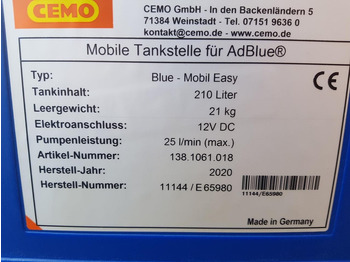 CEMO
In den Backenländern 5
71384 Weinstadt - Tel. 07151 9636 0
kontakt@cemo.de - www.cemo.de
Mobile Tankstelle für AdBlue®
Typ: Blue - Mobil Easy
Tankinhalt: 210 Liter
Leergewicht: 21 kg
Elektroanschluss: 12V DC
Pumpenleistung: 25 l/min (max.)
Artikel-Nummer: 138.1061.018
Herstell-Jahr: 2020
Herstell-Nummer: 11144 / E65980
CE
11144/E65980
Made in Germany